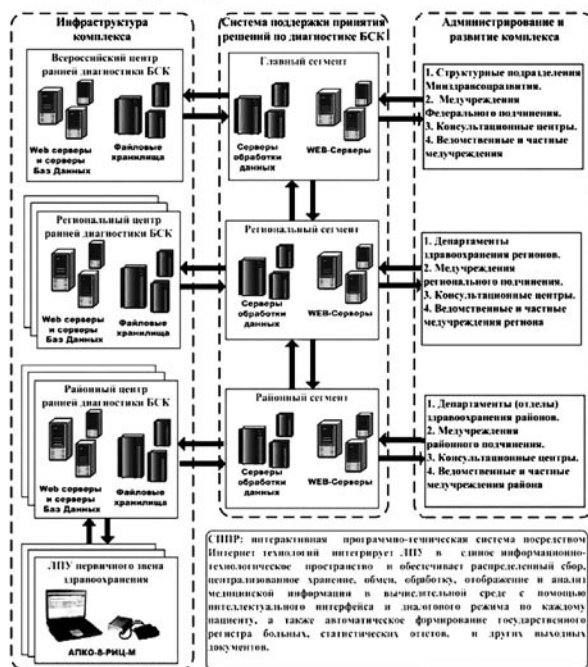 Инфраструктура
комплекса
Система поддержки принятия
решений по диагностике БСК
Администрирование и
развитие комплекса
Всероссийский центр
ранней диагностики БСК
Web серверы
и серверы
Баз Данных
Файловые
хранилища
Главный сегмент
Серверы
обработки
данных
WEB-Серверы
1. Структурные подразделения
Минздравсоцразвития.
2. Медучреждения
Федерального подчинения.
3. Консультационные центры.
4. Ведомственные и частные
медучреждения
Региональный центр
ранней диагностики БСК
Web серверы
и серверы
Баз Данных
Файловые
хранилища
Региональный сегмент
Серверы
обработки
данных
WEB-Серверы
1. Департаменты
здравоохранения регионов.
2. Медучреждения
регионального подчинения.
3. Консультационные центры.
4. Ведомственные и частные
медучреждения региона
Районный центр
ранней диагностики БСК
Web серверы
и серверы
Баз Данных
Файловые
хранилища
Районный сегмент
Серверы
обработки
данных
WEB-Серверы
1. Департаменты (отделы)
здравоохранения районов.
2. Медучреждения
районного подчинения.
3. Консультационные центры.
4. Ведомственные и частные
медучреждения района
ЛПУ первичного звена
здравоохранения
АПКО-8-РИЦ-М
СППР: интерактивная программно-техническая система посредством
Интернет технологий интегрирует ЛПУ в единое информационно-
технологическое пространство и обеспечивает распределенный сбор,
централизованное хранение, обмен, обработку, отображение и анализ
медицинской информации в вычислительной среде с помощью
интеллектуального интерфейса и диалогового режима по каждому
пациенту, а также автоматическое формирование государственного
регистра больных, статистических отчетов, и других выходных
документов.